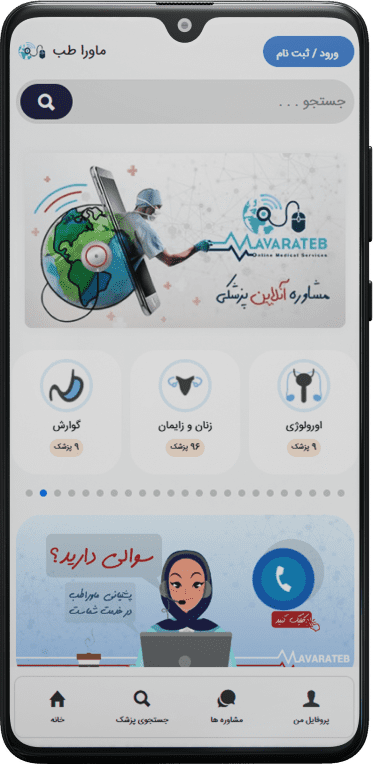 ماورا طب
ورود / ثبت نام
جستجو . . .
MAVARATEB
Online Medical Services
مشاوره آنلاین پزشکی
اورولوژی
۹ پزشک
زنان و زایمان
۹۶ پزشک
گوارش
۹ پزشک
سوالی دارید؟
پشتیبانی ماوراطب
در خدمت شماست
کلیک کنید
MAVARATEB
پروفایل من
مشاوره ها
جستجوی پزشک
خانه